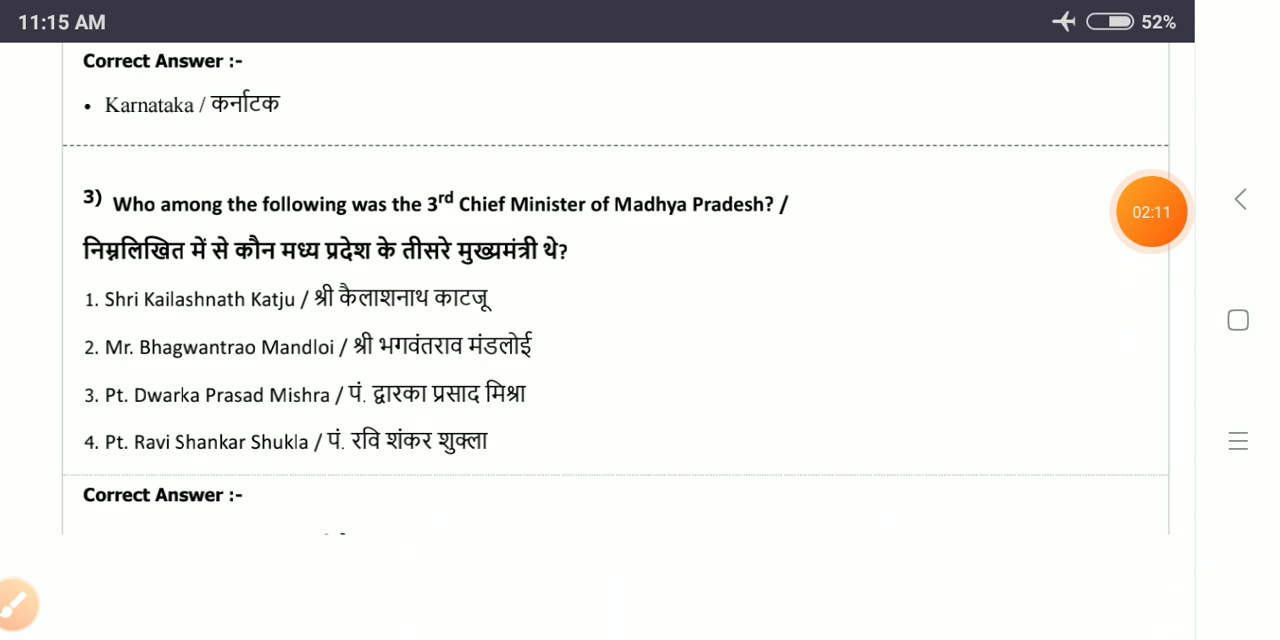 11:15 AM 52%
Correct Answer :-
• Karnataka / कर्नाटक
3) Who among the following was the 3rd Chief Minister of Madhya Pradesh? /
02:11
निम्नलिखित में से कौन मध्य प्रदेश के तीसरे मुख्यमंत्री थे?
1. Shri Kailashnath Katju / श्री कैलाशनाथ काटजू
2. Mr. Bhagwantrao Mandloi / श्री भगवंतराव मंडलोई
3. Pt. Dwarka Prasad Mishra / पं. द्वारका प्रसाद मिश्रा
4. Pt. Ravi Shankar Shukla / पं. रवि शंकर शुक्ला
Correct Answer :-